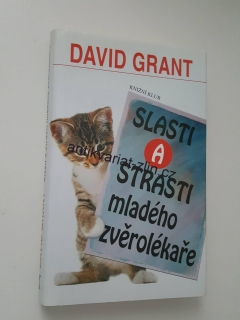 DAVID GRANT
KNIŽNÍ KLUB
SLASTI
A
antikvariat-zlin.cz
STRASTI
mladého
zvěrolékaře